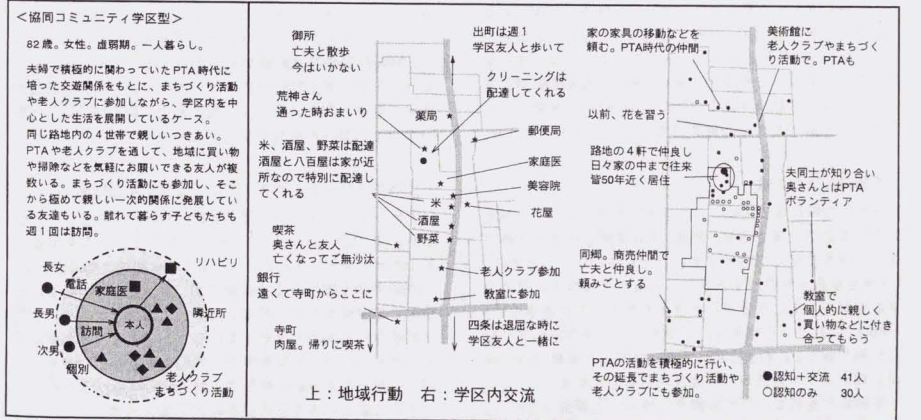 ＜協同コミュニティ学区型＞
82歳。女性。虚弱期。一人暮らし。
夫婦で積極的に関わっていたPTA時代に
培った交遊関係をもとに、まちづくり活動
や老人クラブに参加しながら、学区内を中
心とした生活を展開しているケース。
同じ路地内の4世帯で親しいつきあい。
PTAや老クラブを通して、地域に買い物
や掃除などを気軽にお願いできる友人が複
数いる。まちづくり活動にも参加し、そこ
から極めて親しい一次的関係に発展してい
る友達もいる。離れて暮らす子どもたちも
週1回は訪問。
長女
電話
家庭医
リハビリ
長男
訪問
本人
隣近所
次男
個別
老人クラブ
まちづくり活動
御所
亡夫と散歩
今はいかない
出町は週1
学区友人と歩いて
クリーニングは
配達してくれる
荒神さん
通った時おまいり
薬局
郵便局
米、酒屋、野菜は配達
酒屋と八百屋は家が近
所なので特別に配達し
てくれる
家庭医
美容院
米
酒屋
花屋
野菜
喫茶
奥さんと友人
亡くなってご無沙汰
老人クラブ参加
銀行
遠くて寺町からここに
教室に参加
寺町
肉屋。帰りに喫茶
四条は退屈な時に
学区友人と一緒に
上：地域行動　右：学区内交流
家の家具の移動などを
頼む。PTA時代の仲間
美術館に
老人クラブやまちづく
り活動で。PTAも
以前、花を習う
路地の4軒で仲良し
日々家の中まで往来
皆50年近く居住
夫同士が知り合い
奥さんとはPTA
ボランティア
同郷。商売仲間で
亡夫と仲良し。
頼みごとする
教室で
個人的に親しく
買い物などに付き
合ってもらう
PTAの活動を積極的に行い、
その延長でまちづくり活動や
老人クラブにも参加。
●認知＋交流　41人
○認知のみ　30人